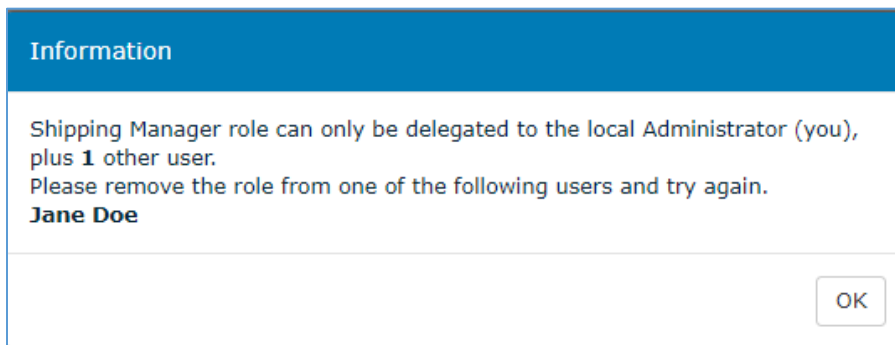 Information
Shipping Manager role can only be delegated to the local Administrator (you),
plus 1 other user.
Please remove the role from one of the following users and try again.
Jane Doe
OK